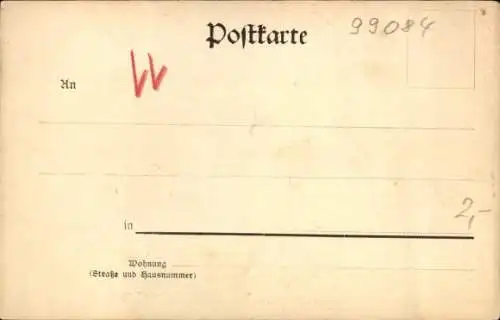 Postkarte
99084
An
2,-
in
Wohnung
(Straße und Hausnummer)